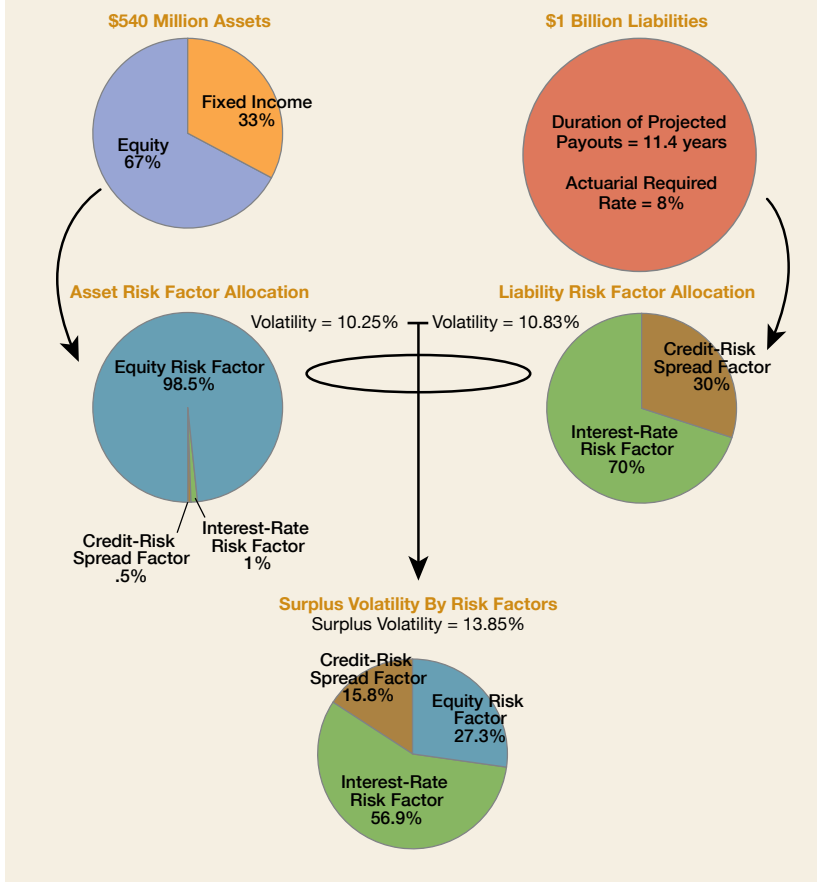 $540 Million Assets
Fixed Income
33%
Equity
67%
$1 Billion Liabilities
Duration of Projected
Payouts = 11.4 years
Actuarial Required
Rate = 8%
Asset Risk Factor Allocation
Volatility = 10.25%
Equity Risk Factor
98.5%
Credit-Risk
Spread Factor
.5%
Interest-Rate
Risk Factor
1%
Liability Risk Factor Allocation
Volatility = 10.83%
Credit-Risk
Spread Factor
30%
Interest-Rate
Risk Factor
70%
Surplus Volatility By Risk Factors
Surplus Volatility = 13.85%
Credit-Risk
Spread Factor
15.8%
Equity Risk
Factor
27.3%
Interest-Rate
Risk Factor
56.9%